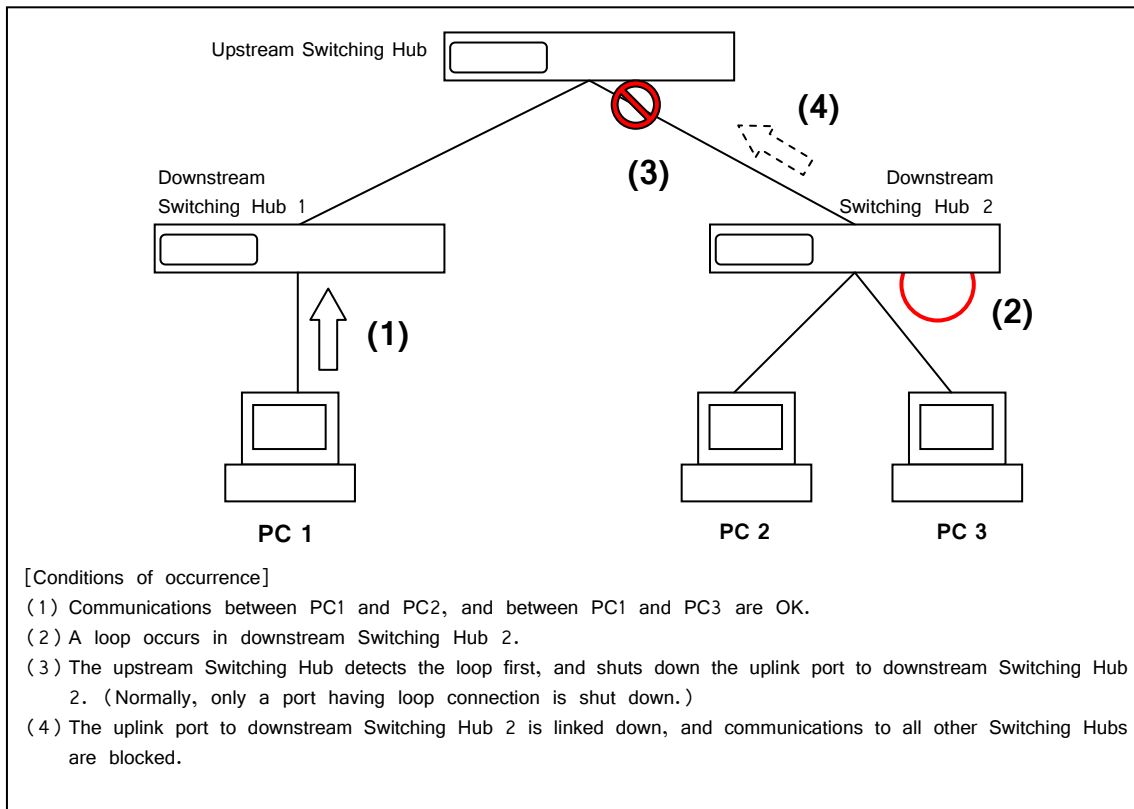 Upstream Switching Hub
(4)
(3)
Downstream
Switching Hub 1
Downstream
Switching Hub 2
(1)
(2)
PC 1
PC 2
PC 3
[Conditions of occurrence]
(1) Communications between PC1 and PC2, and between PC1 and PC3 are OK.
(2) A loop occurs in downstream Switching Hub 2.
(3) The upstream Switching Hub detects the loop first, and shuts down the uplink port to downstream Switching Hub
2. (Normally, only a port having loop connection is shut down.)
(4) The uplink port to downstream Switching Hub 2 is linked down, and communications to all other Switching Hubs
are blocked.